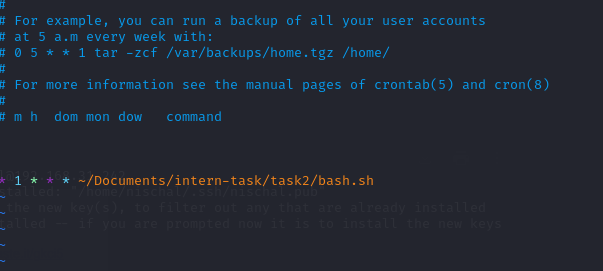 #
# For example, you can run a backup of all your user accounts
# at 5 a.m every week with:
# 0 5 * * 1 tar -zcf /var/backups/home.tgz /home/
#
# For more information see the manual pages of crontab(5) and cron(8)
#
# m h  dom mon dow   command
* 1 * * * ~/Documents/intern-task/task2/bash.sh
~
the new key(s), to filter out any that are already installed
~
alled -- if you are prompted now it is to install the new keys
~
~